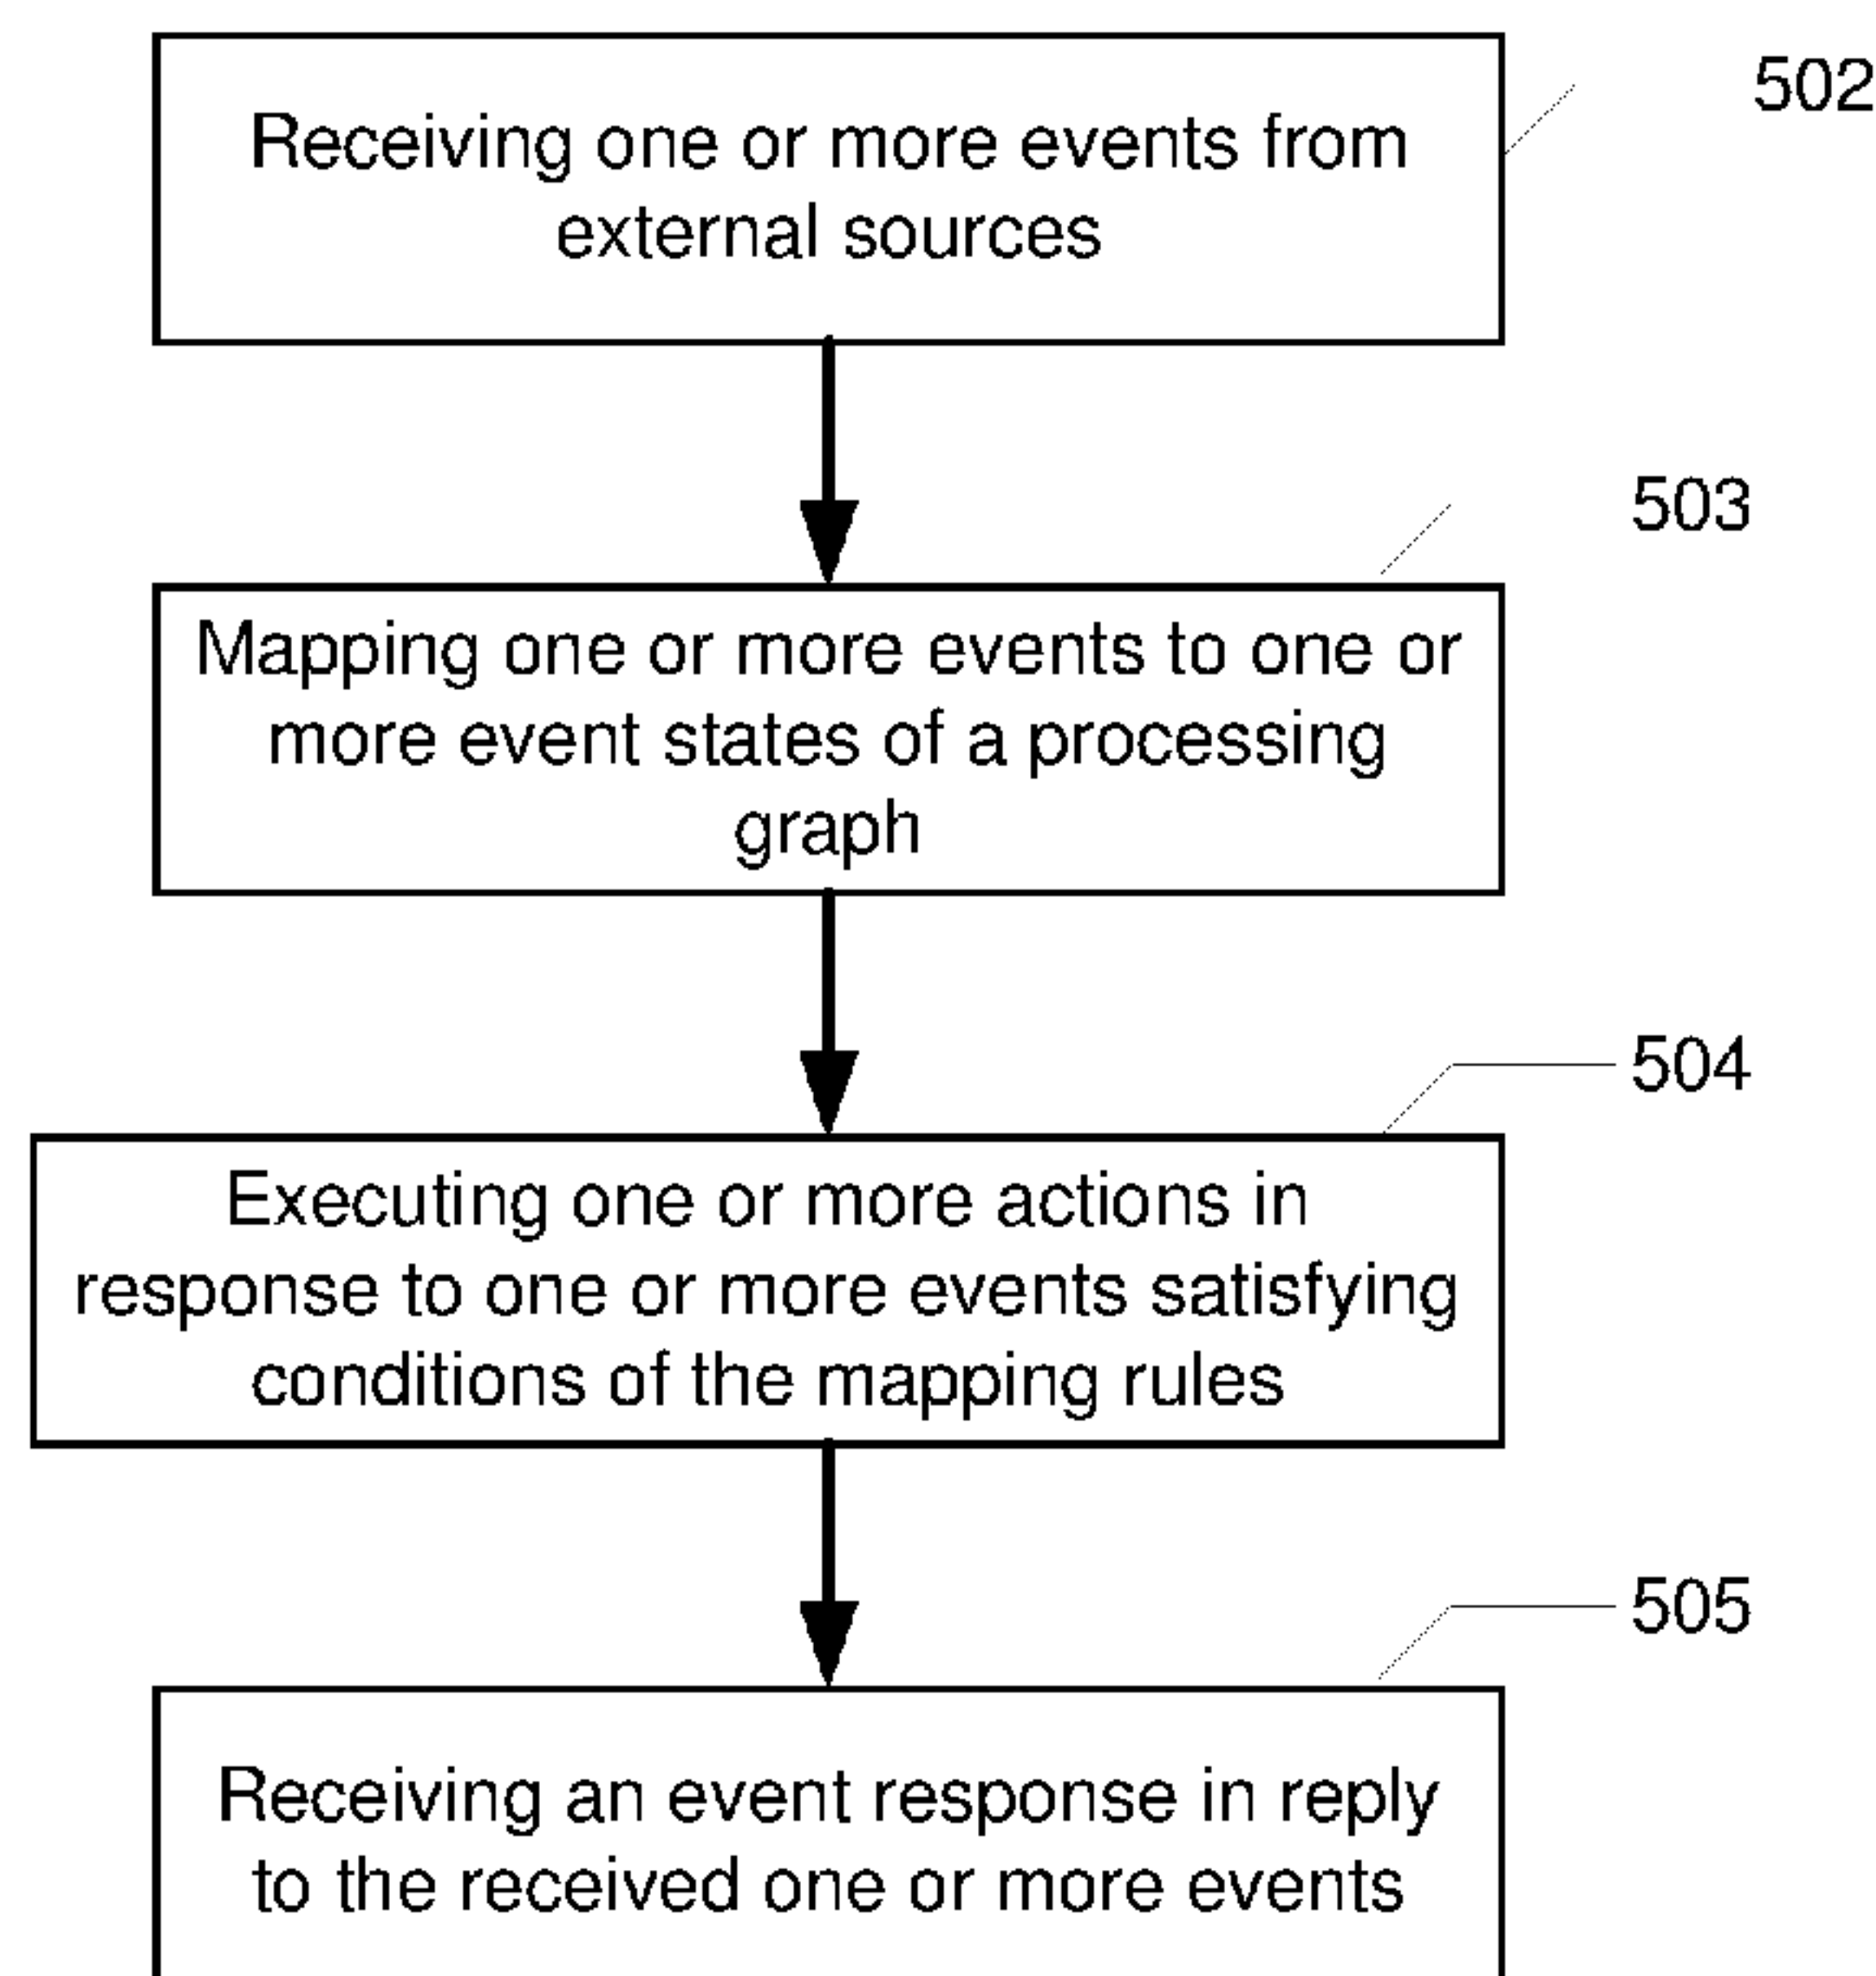 502
Receiving one or more events from
external sources
503
Mapping one or more events to one or
more event states of a processing
graph
504
Executing one or more actions in
response to one or more events satisfying
conditions of the mapping rules
505
Receiving an event response in reply
to the received one or more events